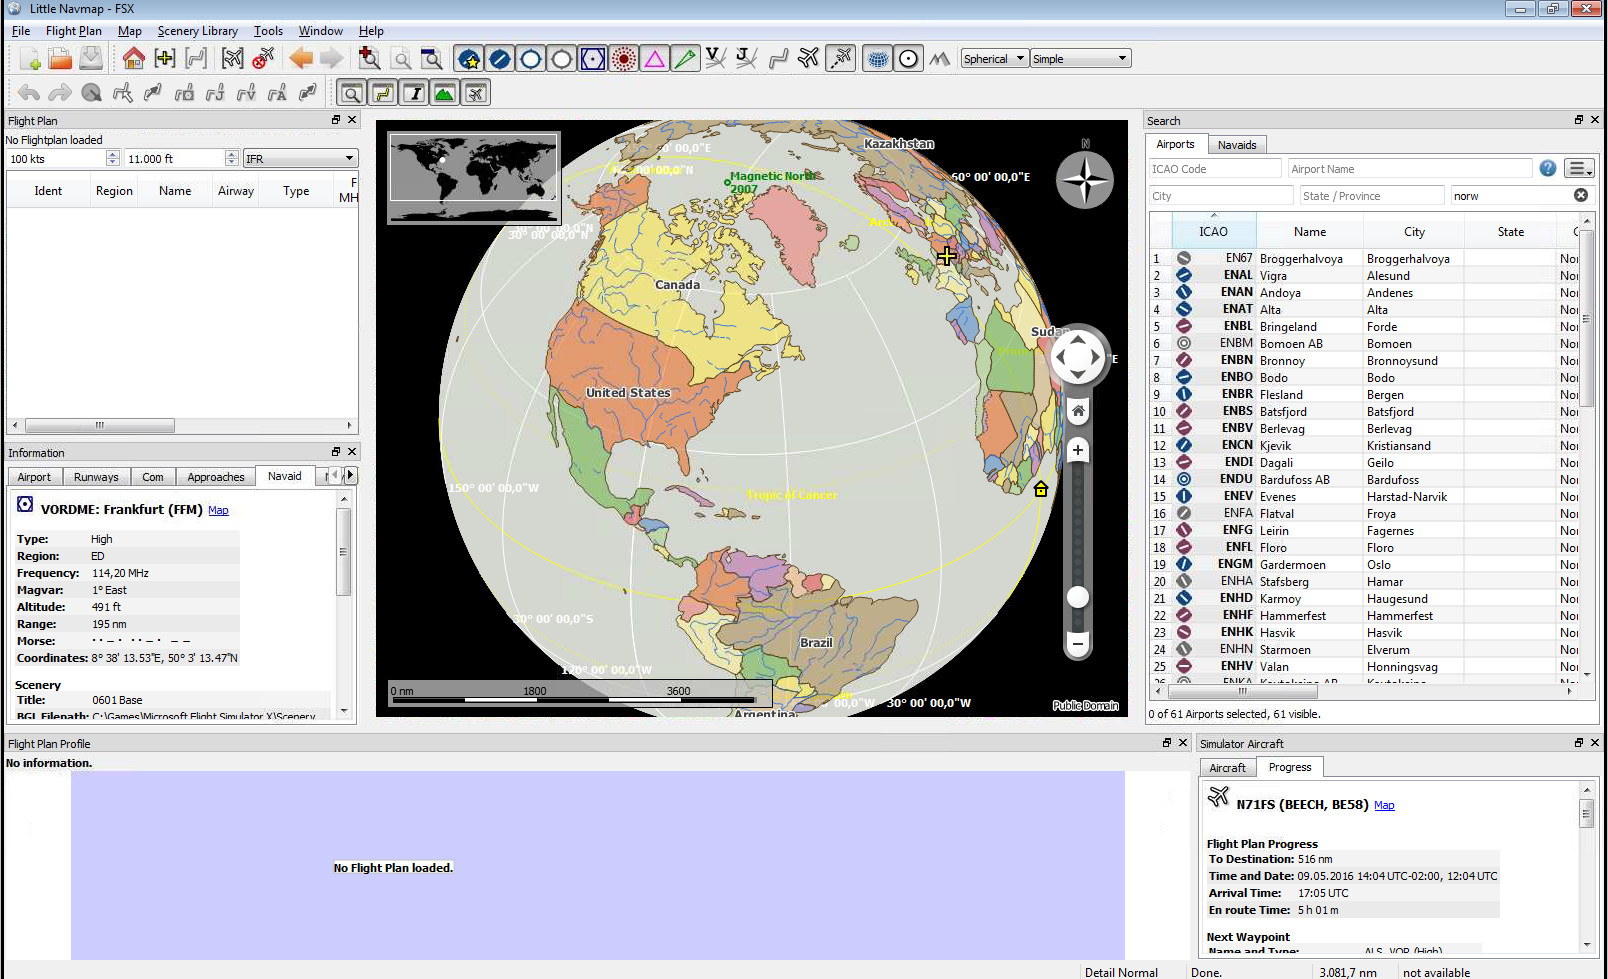 Little Navmap - FSX
File Flight Plan Map Scenery Library Tools Window Help
Spherical Simple
Flight Plan
No Flightplan loaded
100 kts 11.000 ft IFR
Ident Region Name Airway Type F
MH
Information
Airport Runways Com Approaches Navaid
VORDME: Frankfurt (FFM) Map
Type: High
Region: ED
Frequency: 114,20 MHz
Magvar: 1° East
Altitude: 491 ft
Range: 195 nm
Morse: ·· – · ·· – · – –
Coordinates: 8° 38' 13.53"E, 50° 3' 13.47"N
Scenery
Title: 0601 Base
BGL Filepath: C:\Games\Microsoft Flight Simulator X\Scenery
Kazakhstan
N
60° 00' 00,0"E
Magnetic North
2007
30° 00' 00,0"N
Canada
Sudan
United States
150° 00' 00,0"W
Tropic of Cancer
30° 00' 00,0"S
Brazil
120° 00' 00,0"W
0 nm 1800 3600
30° 00' 00,0"W
Public Domain
Argentina
Search
Airports Navaids
ICAO Code Airport Name
City State / Province norw
ICAO Name City State
1 EN67 Broggerhalvoya Broggerhalvoya Nor
2 ENAL Vigra Alesund Nor
3 ENAN Andoya Andenes Nor
4 ENAT Alta Alta Nor
5 ENBL Bringeland Forde Nor
6 ENBM Bomoen AB Bomoen Nor
7 ENBN Bronnoy Bronnoysund Nor
8 ENBO Bodo Bodo Nor
9 ENBR Flesland Bergen Nor
10 ENBS Batsfjord Batsfjord Nor
11 ENBV Berlevag Berlevag Nor
12 ENCN Kjevik Kristiansand Nor
13 ENDI Dagali Geilo Nor
14 ENDU Bardufoss AB Bardufoss Nor
15 ENEV Evenes Harstad-Narvik Nor
16 ENFA Flatval Froya Nor
17 ENFG Leirin Fagernes Nor
18 ENFL Floro Floro Nor
19 ENGM Gardermoen Oslo Nor
20 ENHA Stafsberg Hamar Nor
21 ENHD Karmoy Haugesund Nor
22 ENHF Hammerfest Hammerfest Nor
23 ENHK Hasvik Hasvik Nor
24 ENHN Starmoen Elverum Nor
25 ENHV Valan Honningsvag Nor
26 ENKA Kautokeino AB Kautokeino Nor
0 of 61 Airports selected, 61 visible.
Flight Plan Profile
No information.
No Flight Plan loaded.
Simulator Aircraft
Aircraft Progress
N71FS (BEECH, BE58) Map
Flight Plan Progress
To Destination: 516 nm
Time and Date: 09.05.2016 14:04 UTC-02:00, 12:04 UTC
Arrival Time: 17:05 UTC
En route Time: 5 h 01 m
Next Waypoint
Name and Type: ALS, VOR (High)
Detail Normal Done. 3.081,7 nm not available